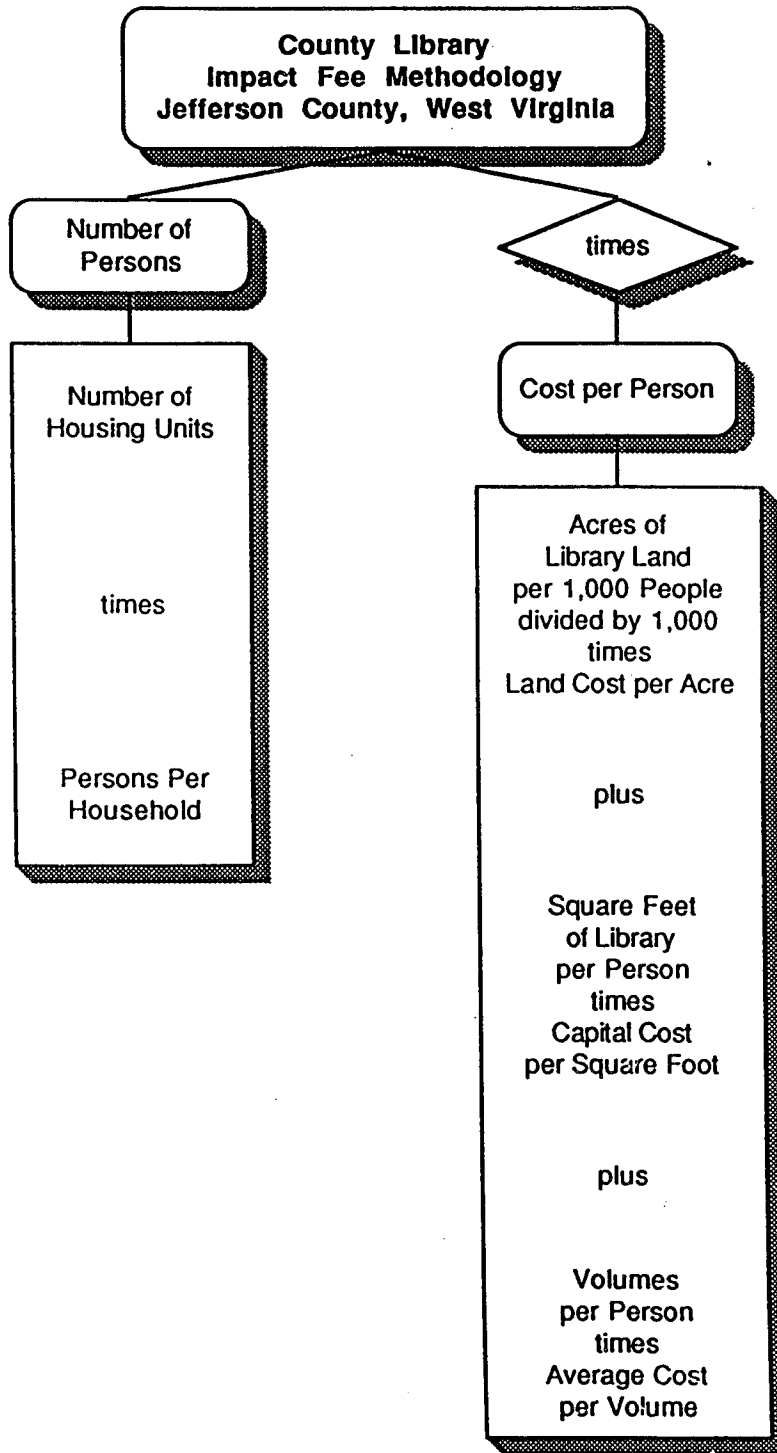 County Library
Impact Fee Methodology
Jefferson County, West Virginia
Number of
Persons
Number of
Housing Units
times
Persons Per
Household
times
Cost per Person
Acres of
Library Land
per 1,000 People
divided by 1,000
times
Land Cost per Acre
plus
Square Feet
of Library
per Person
times
Capital Cost
per Square Foot
plus
Volumes
per Person
times
Average Cost
per Volume